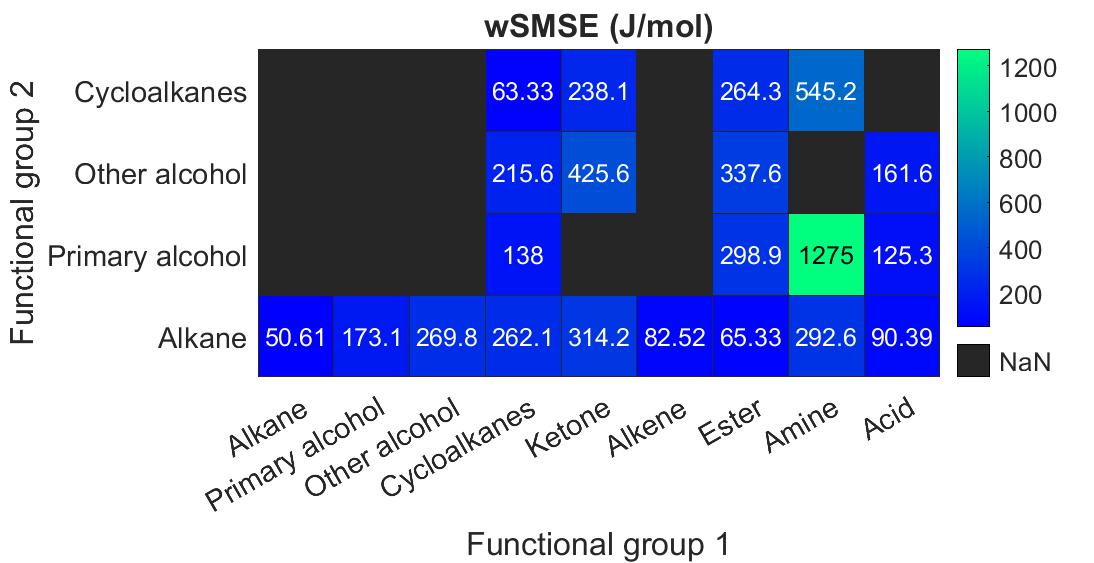 wSMSE (J/mol)
Functional group 2
Cycloalkanes 63.33 238.1 264.3 545.2
Other alcohol 215.6 425.6 337.6 161.6
Primary alcohol 138 298.9 1275 125.3
Alkane 50.61 173.1 269.8 262.1 314.2 82.52 65.33 292.6 90.39
Alkane Primary alcohol Other alcohol Cycloalkanes Ketone Alkene Ester Amine Acid
Functional group 1
1200
1000
800
600
400
200
NaN